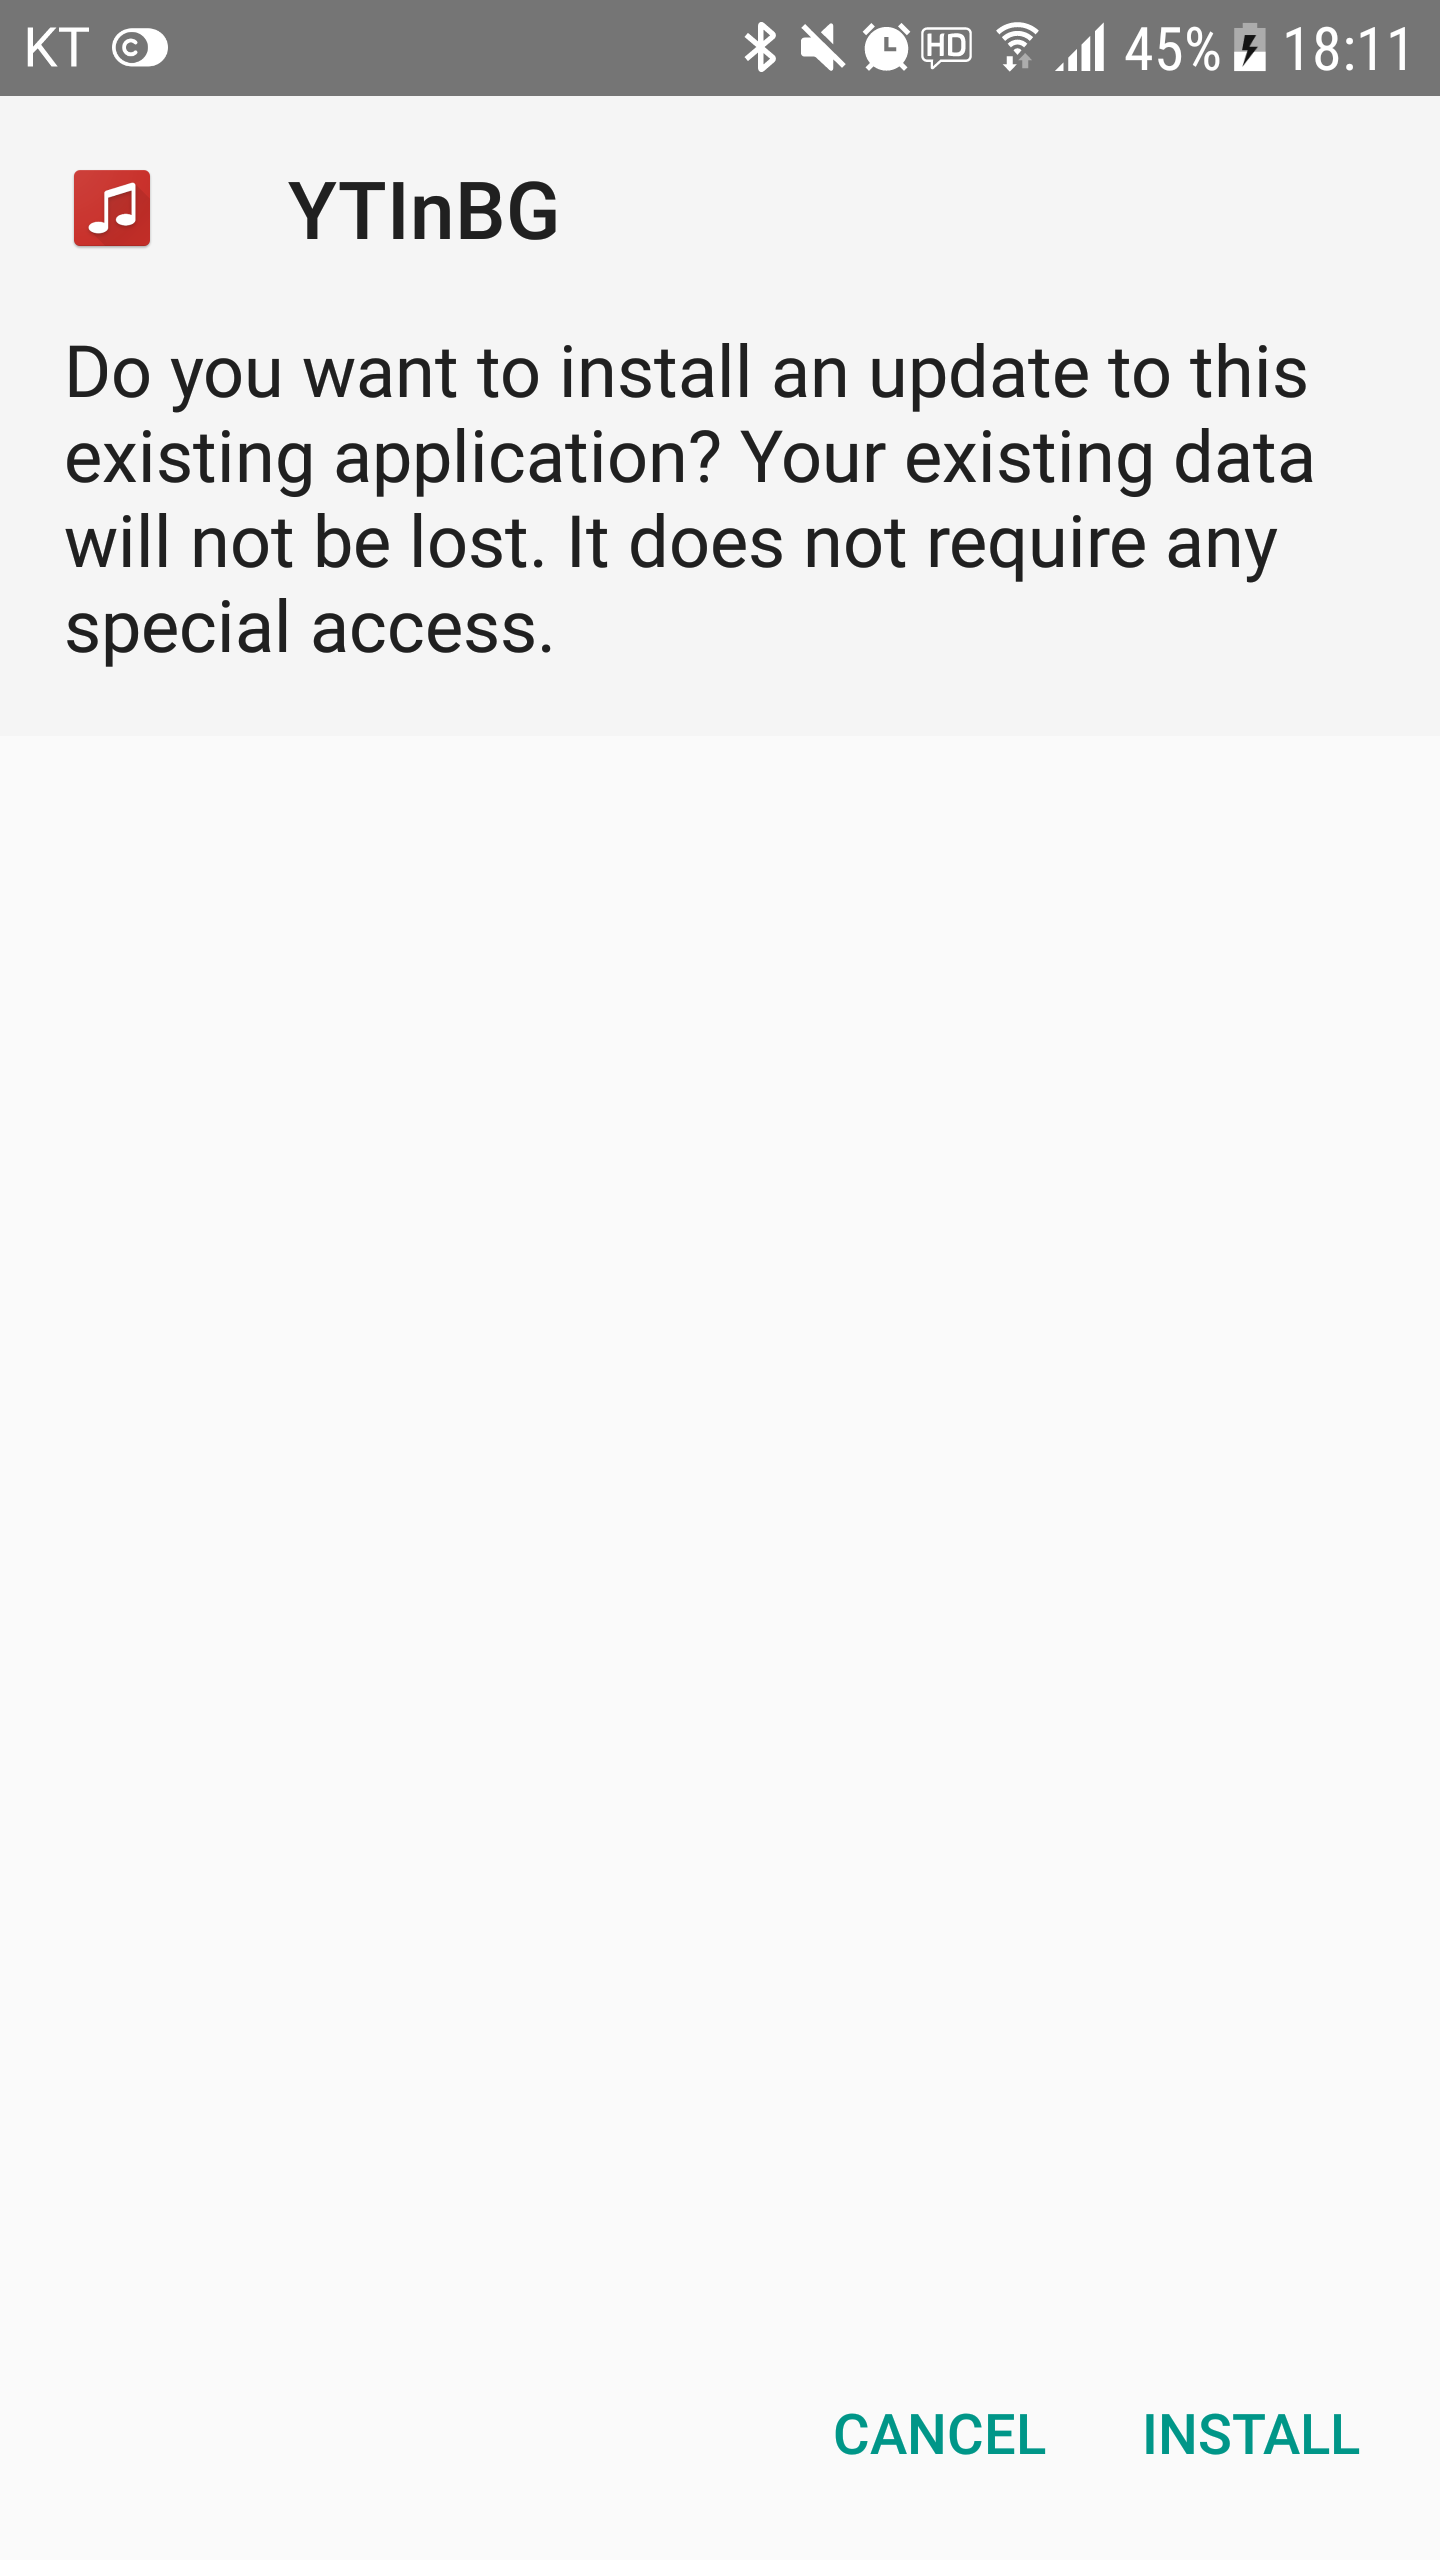 KT 45% 18:11
YTInBG
Do you want to install an update to this
existing application? Your existing data
will not be lost. It does not require any
special access.
CANCEL INSTALL